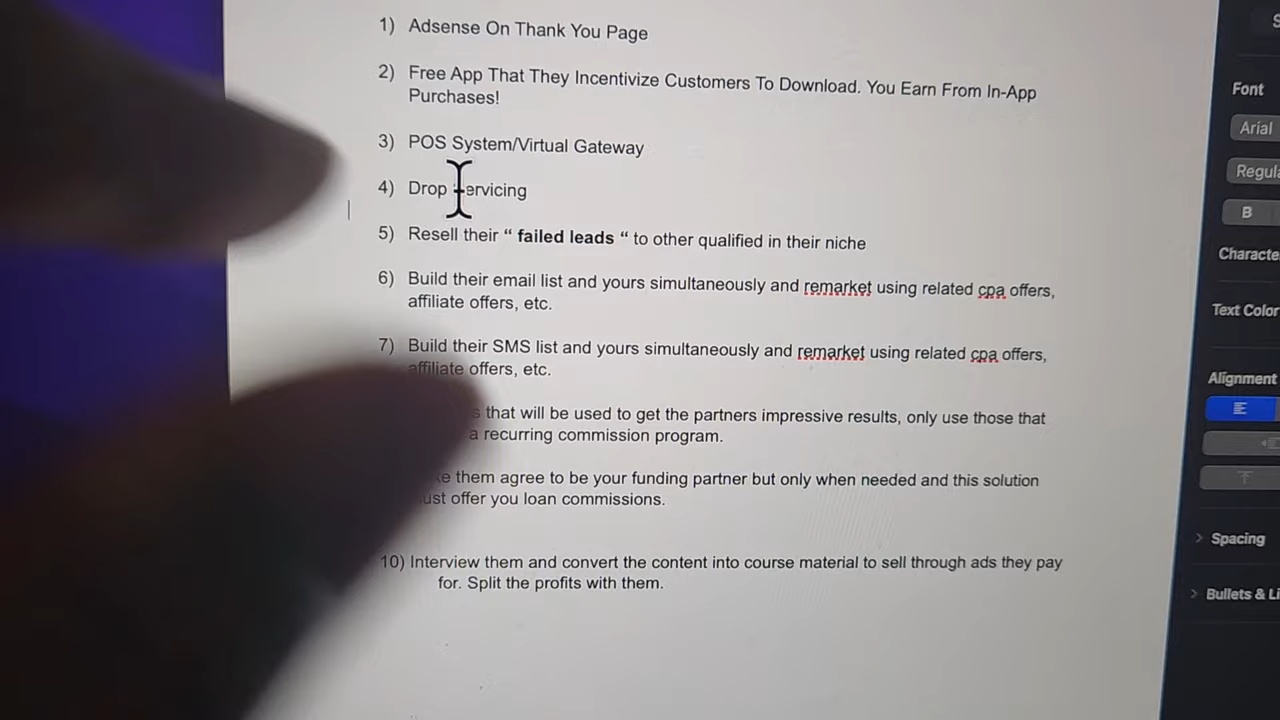 1) Adsense On Thank You Page
2) Free App That They Incentivize Customers To Download. You Earn From In-App
Purchases!
3) POS System/Virtual Gateway
4) Drop ervicing
5) Resell their “ failed leads “ to other qualified in their niche
6) Build their email list and yours simultaneously and remarket using related cpa offers,
affiliate offers, etc.
7) Build their SMS list and yours simultaneously and remarket using related cpa offers,
affiliate offers, etc.
that will be used to get the partners impressive results, only use those that
a recurring commission program.
them agree to be your funding partner but only when needed and this solution
offer you loan commissions.
10) Interview them and convert the content into course material to sell through ads they pay
for. Split the profits with them.
Font
Arial
B
Text Color
Alignment
Spacing